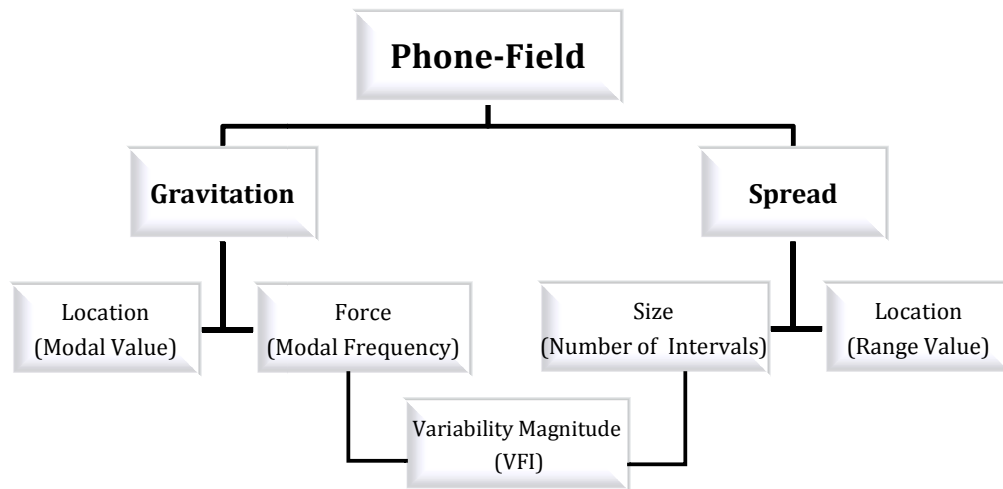 Phone-Field
Gravitation
Spread
Location
(Modal Value)
Force
(Modal Frequency)
Size
(Number of Intervals)
Location
(Range Value)
Variability Magnitude
(VFI)